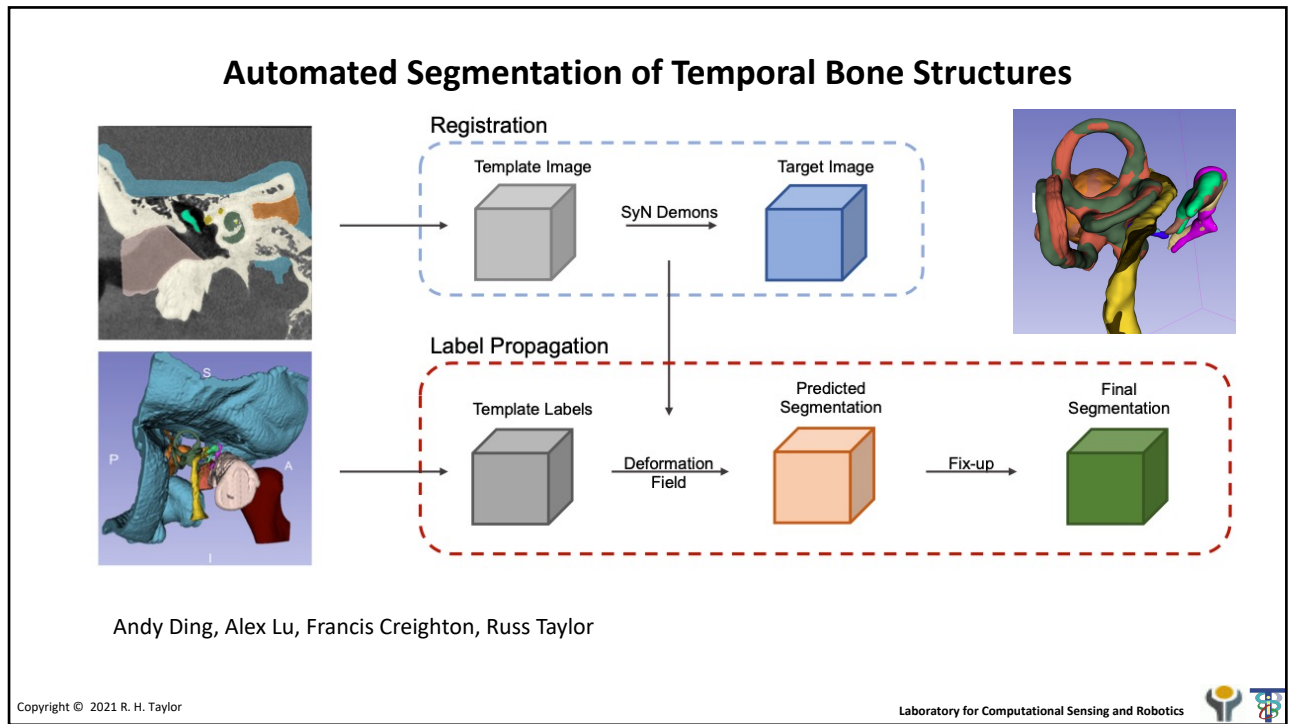 Automated Segmentation of Temporal Bone Structures
Registration
Template Image
Target Image
SyN Demons
Label Propagation
Template Labels
Deformation
Field
Predicted
Segmentation
Fix-up
Final
Segmentation
S
P
A
I
Andy Ding, Alex Lu, Francis Creighton, Russ Taylor
Copyright © 2021 R. H. Taylor
Laboratory for Computational Sensing and Robotics